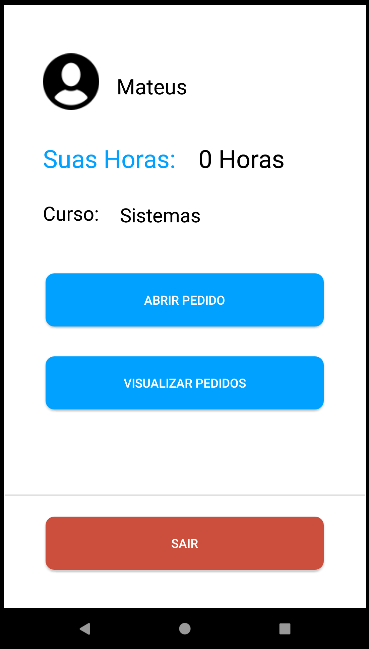 Mateus
Suas Horas: 0 Horas
Curso: Sistemas
ABRIR PEDIDO
VISUALIZAR PEDIDOS
SAIR